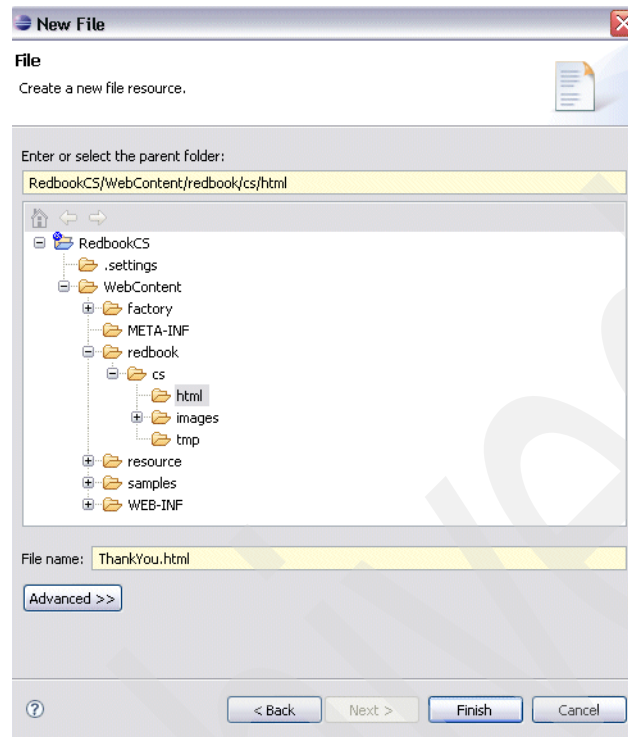 New File
File
Create a new file resource.
Enter or select the parent folder:
RedbookCS/WebContent/redbook/cs/html
RedbookCS
.settings
WebContent
factory
META-INF
redbook
cs
html
images
tmp
resource
samples
WEB-INF
File name: ThankYou.html
Advanced >>
< Back Next > Finish Cancel